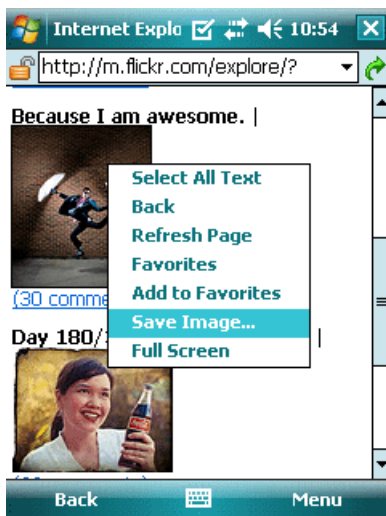 Internet Explo 10:54
http://m.flickr.com/explore/?
Because I am awesome. |
Select All Text
Back
Refresh Page
Favorites
Add to Favorites
Save Image...
Full Screen
(30 comme
Day 180/ |
Back Menu